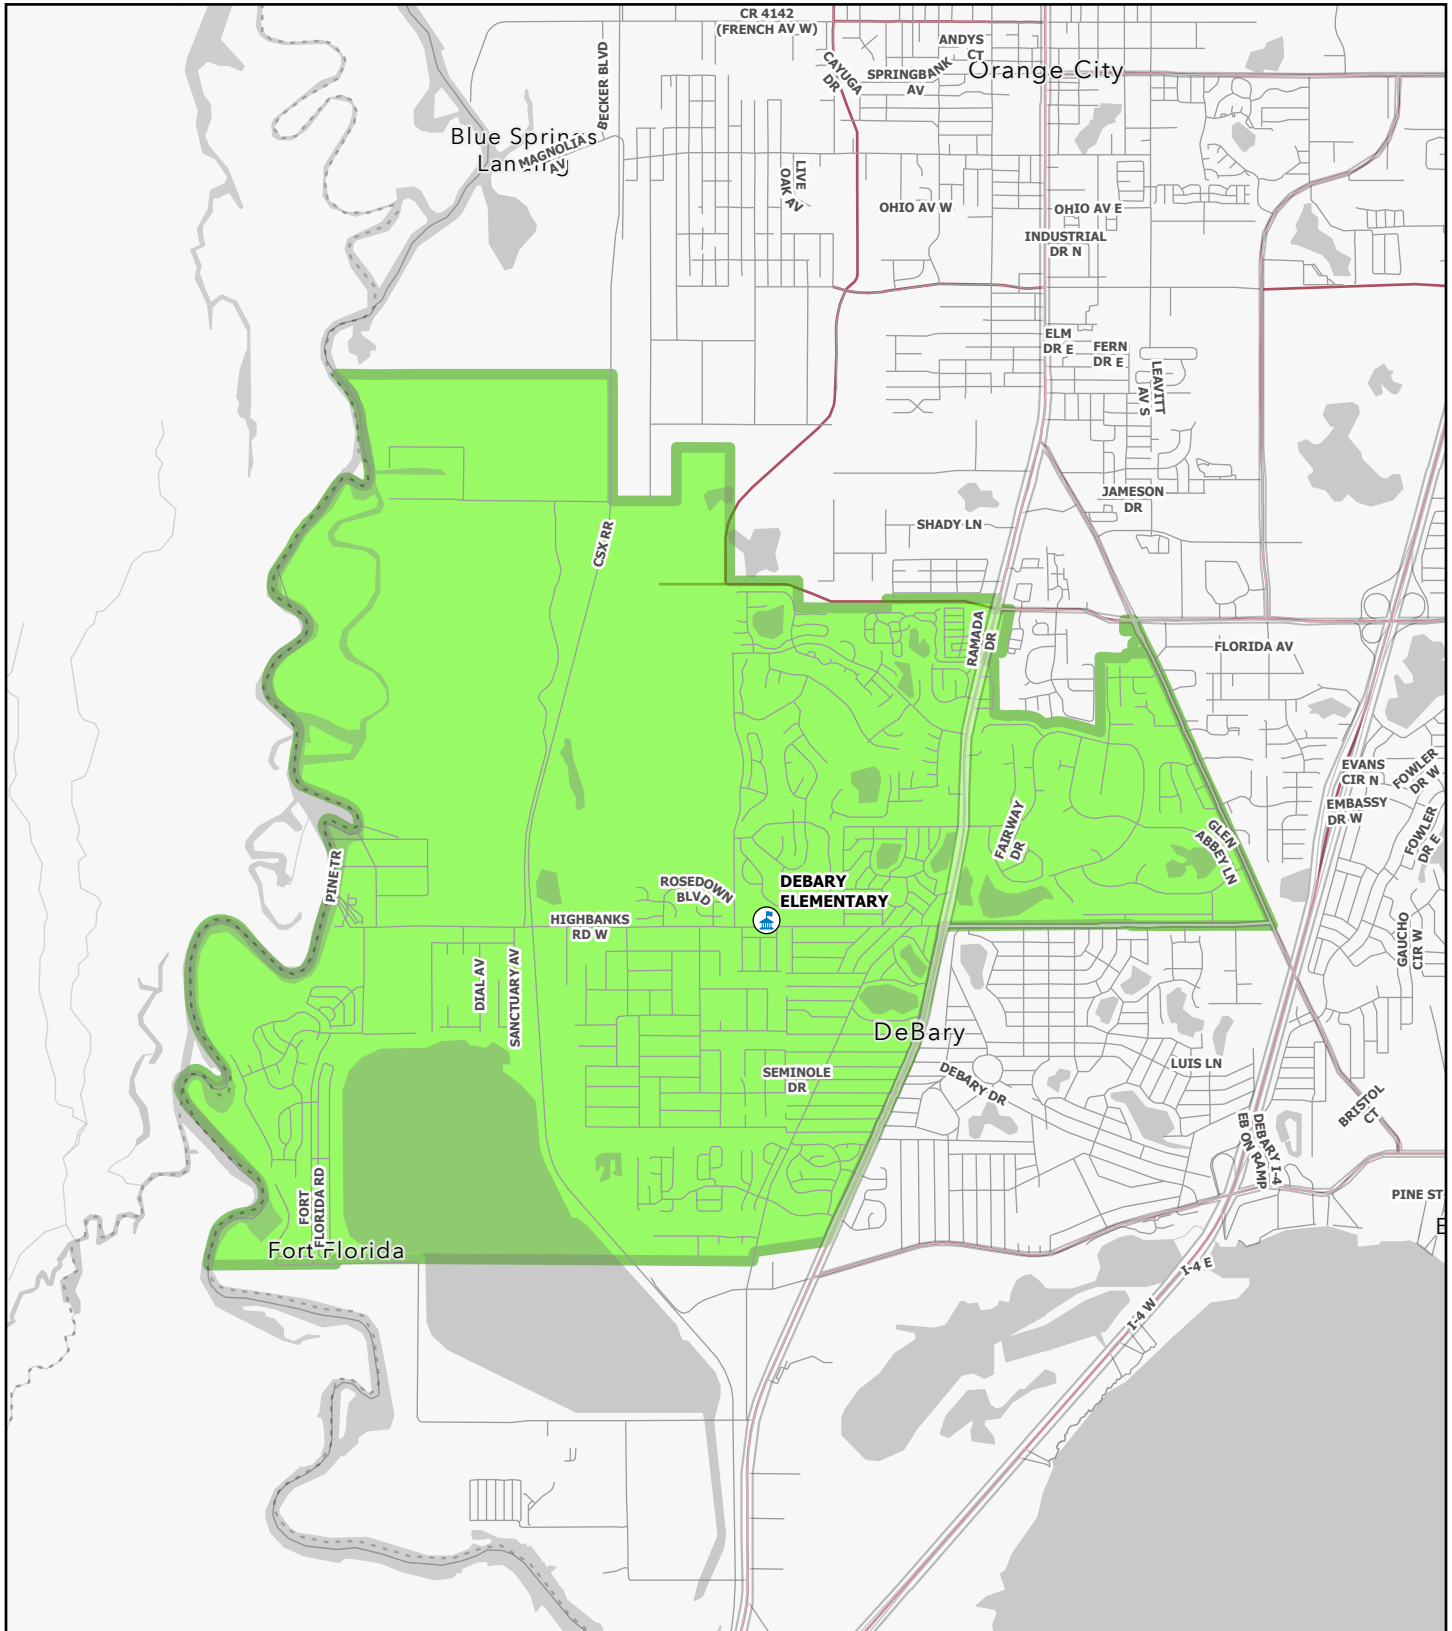 CR 4142
(FRENCH AV W)
ANDYS
CT
CAYUGA
DR
SPRINGBANK
AV
Orange City
BECKER BLVD
Blue Springs
Landing
MAGNOLIA
AV
LIVE
OAK AV
OHIO AV W
OHIO AV E
INDUSTRIAL
DR N
ELM
DR E
FERN
DR E
LEAVITT
AV S
JAMESON
DR
SHADY LN
CSX RR
RAMADA
DR
FLORIDA AV
EVANS
CIR N
FOWLER
DR W
EMBASSY
DR W
FOWLER
DR E
FAIRWAY
DR
GLEN
ABBEY LN
PINE TR
ROSEDOWN
BLVD
DEBARY
ELEMENTARY
HIGHBANKS
RD W
GAUCHO
CIR W
DIAL AV
SANCTUARY AV
DeBary
SEMINOLE
DR
DEBARY DR
LUIS LN
BRISTOL
CT
DEBARY I-4
EB ON RAMP
PINE ST
E
FORT
FLORIDA RD
Fort Florida
I-4 E
I-4 W